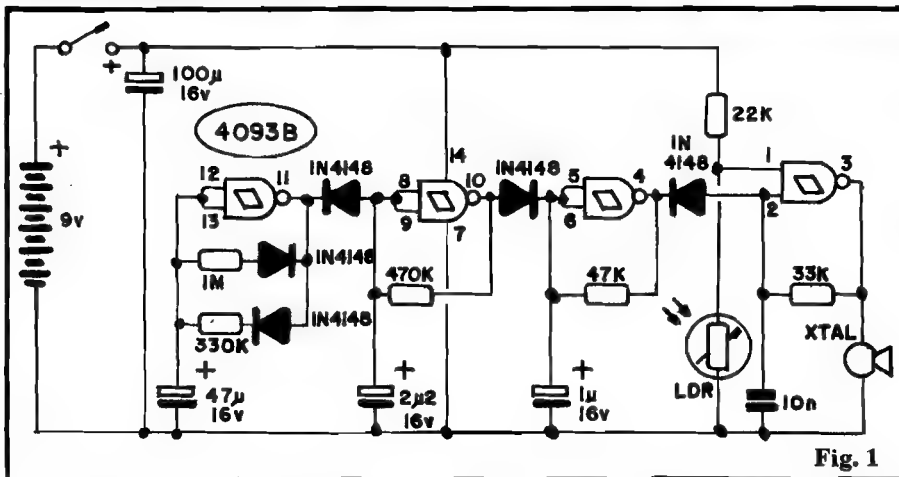 +
100µ
16v
4093B
+
9v
12
13
11
1N4148
1M
1N4148
330K
1N4148
+
47µ
16v
8
9
14
10
7
470K
+
2µ2
16v
1N4148
5
6
4
47K
+
1µ
16v
1N
4148
22K
1
2
3
33K
LDR
10n
XTAL
Fig. 1